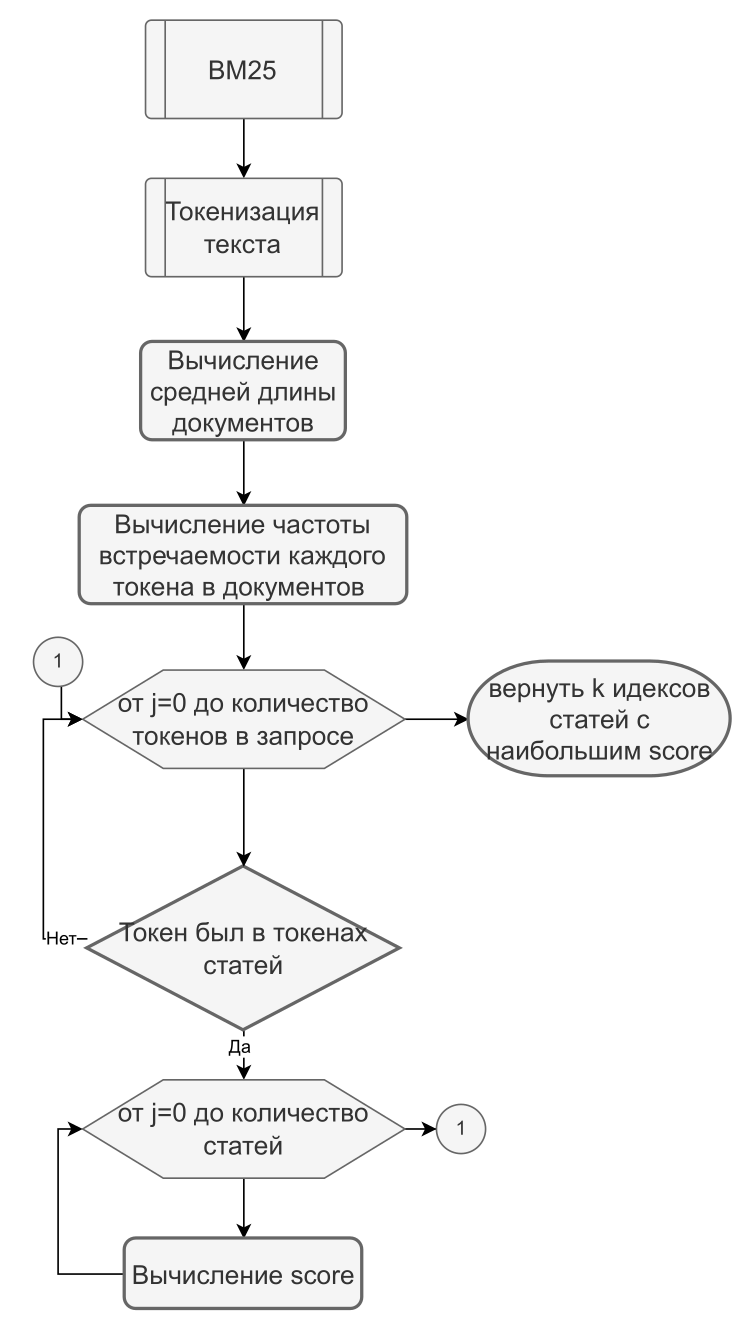 BM25
Токенизация
текста
Вычисление
средней длины
документов
Вычисление частоты
встречаемости каждого
токена в документов
1
от j=0 до количество
токенов в запросе
вернуть k идексов
статей с
наибольшим score
Токен был в токенах
статей
Нет
Да
от j=0 до количество
статей
1
Вычисление score